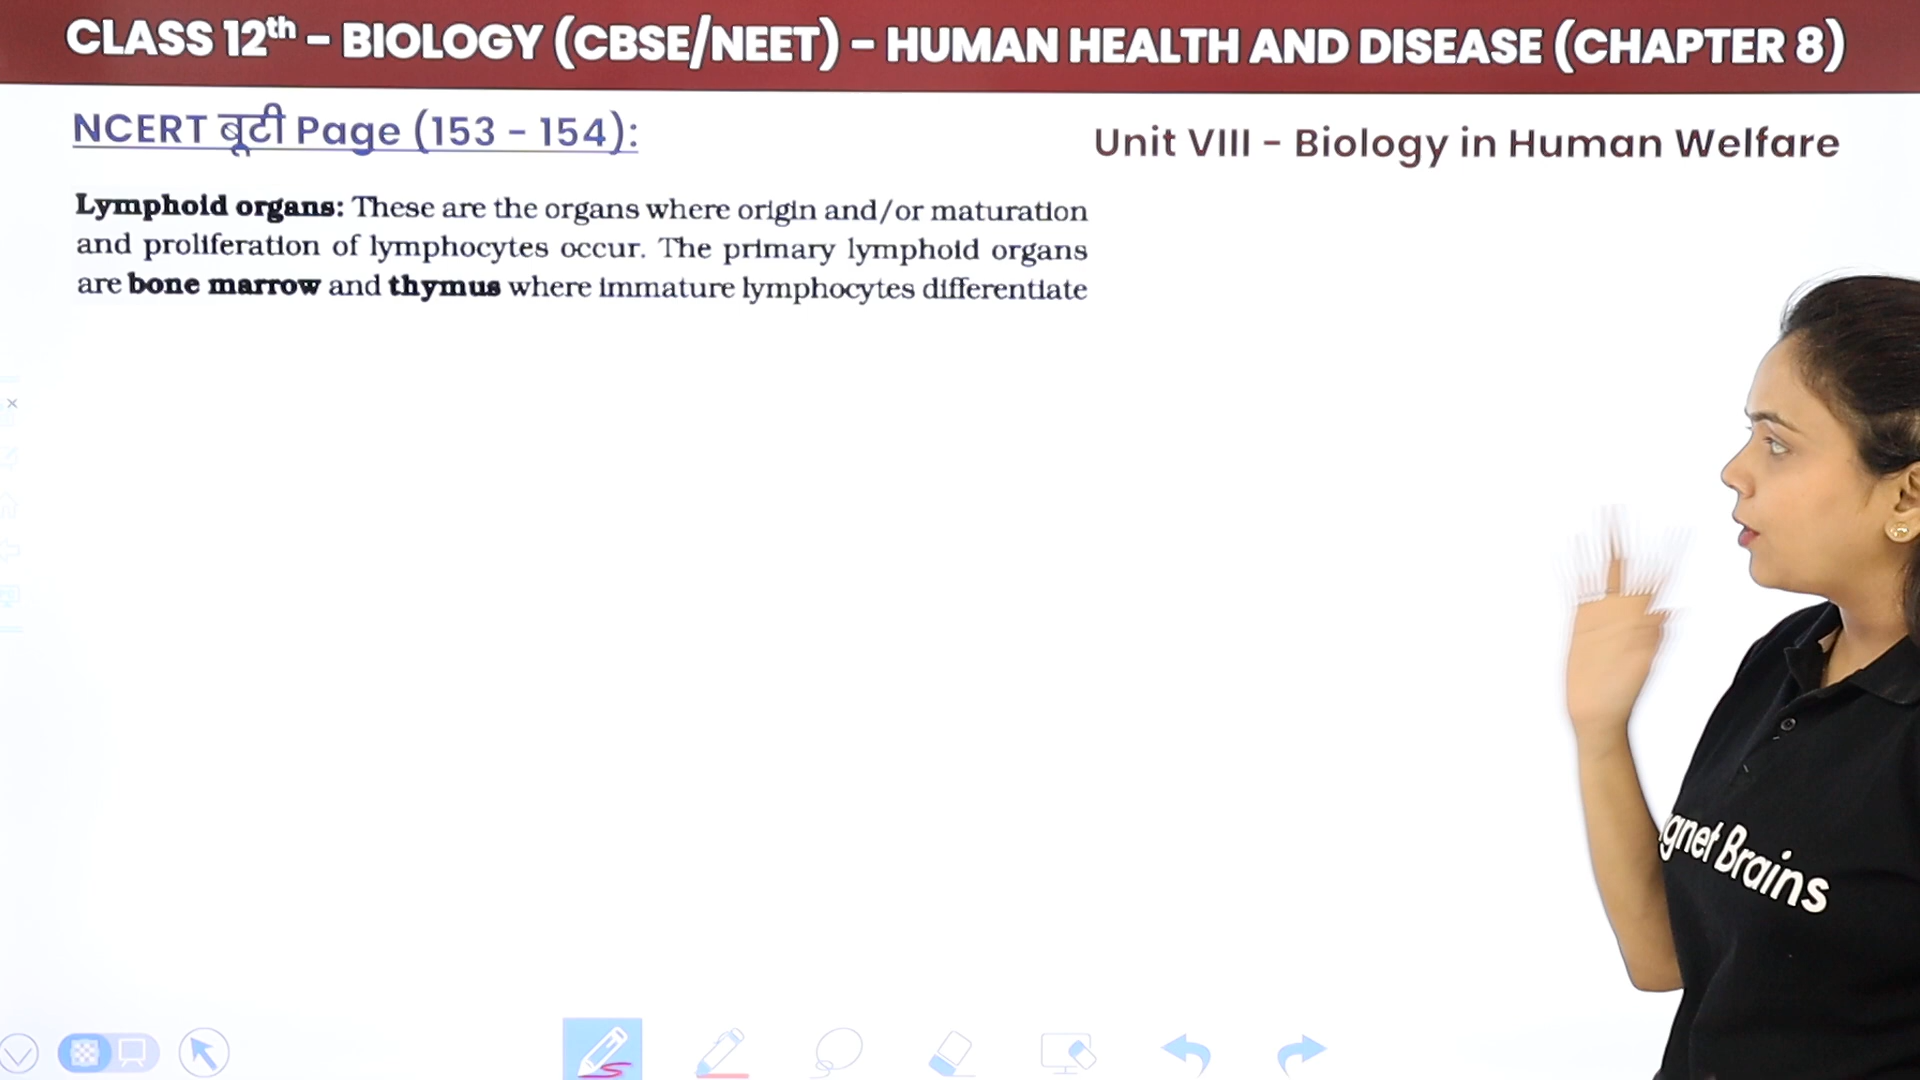 CLASS 12th – BIOLOGY (CBSE/NEET) – HUMAN HEALTH AND DISEASE (CHAPTER 8)
NCERT बूटी Page (153 – 154):
Unit VIII – Biology in Human Welfare
Lymphoid organs: These are the organs where origin and/or maturation
and proliferation of lymphocytes occur. The primary lymphoid organs
are bone marrow and thymus where immature lymphocytes differentiate
gnet Brains